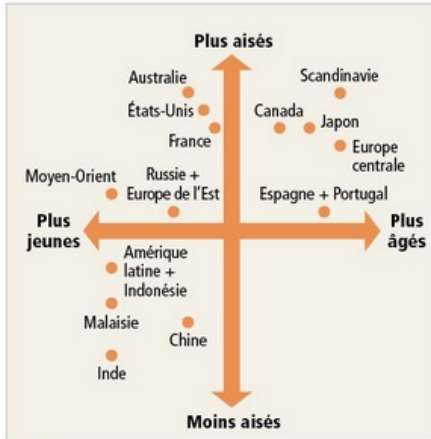 Plus aisés
Australie
Scandinavie
États-Unis
Canada
Japon
France
Europe
centrale
Moyen-Orient
Russie +
Europe de l'Est
Espagne + Portugal
Plus
jeunes
Plus
âgés
Amérique
latine +
Indonésie
Malaisie
Chine
Inde
Moins aisés